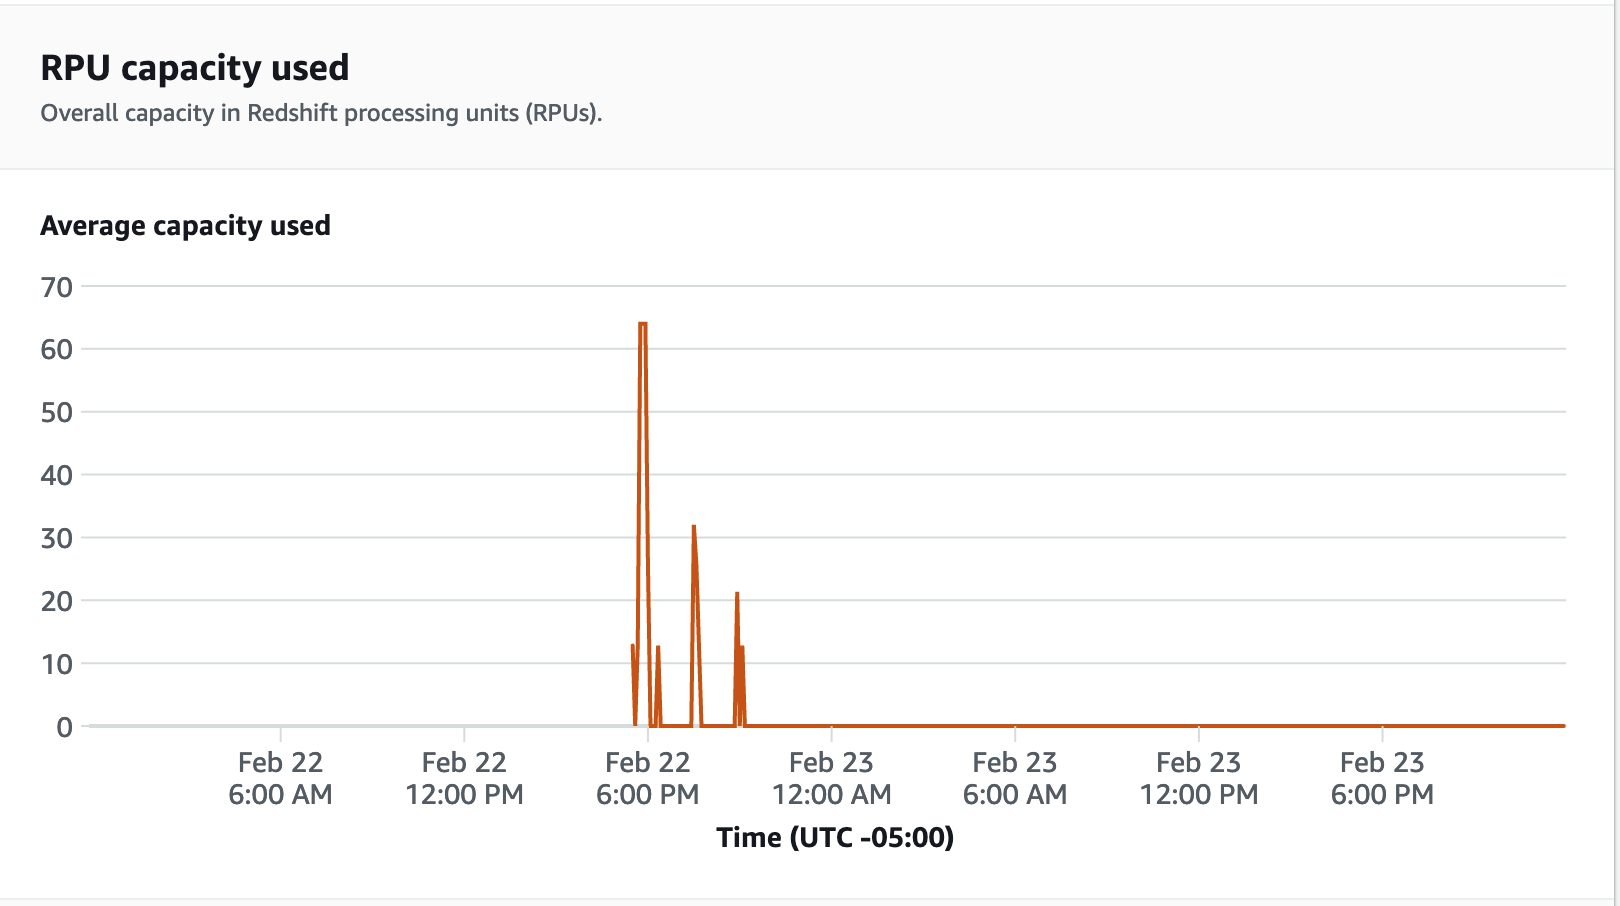 RPU capacity used
Overall capacity in Redshift processing units (RPUs).
Average capacity used
70
60
50
40
30
20
10
0
Feb 22 Feb 22 Feb 22 Feb 23 Feb 23 Feb 23 Feb 23
6:00 AM 12:00 PM 6:00 PM 12:00 AM 6:00 AM 12:00 PM 6:00 PM
Time (UTC -05:00)